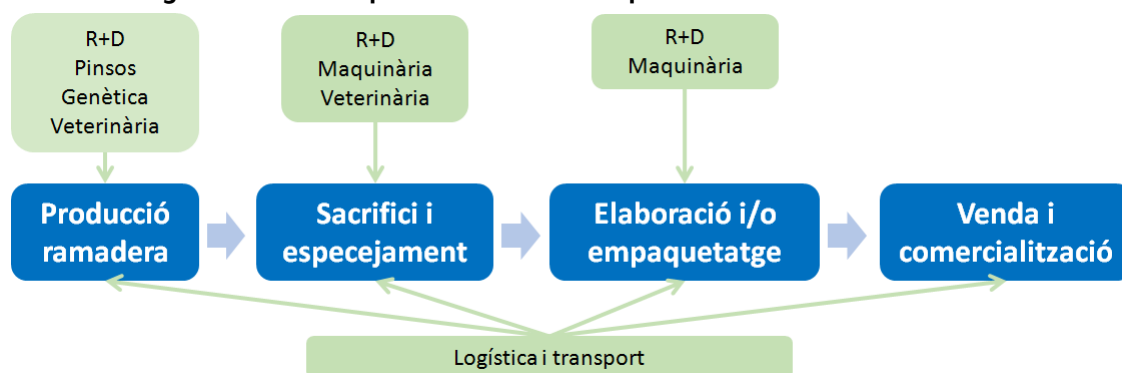 R+D
Pinsos
Genètica
Veterinària
R+D
Maquinària
Veterinària
R+D
Maquinària
Producció
ramadera
Sacrifici i
especejament
Elaboració i/o
empaquetatge
Venda i
comercialització
Logística i transport